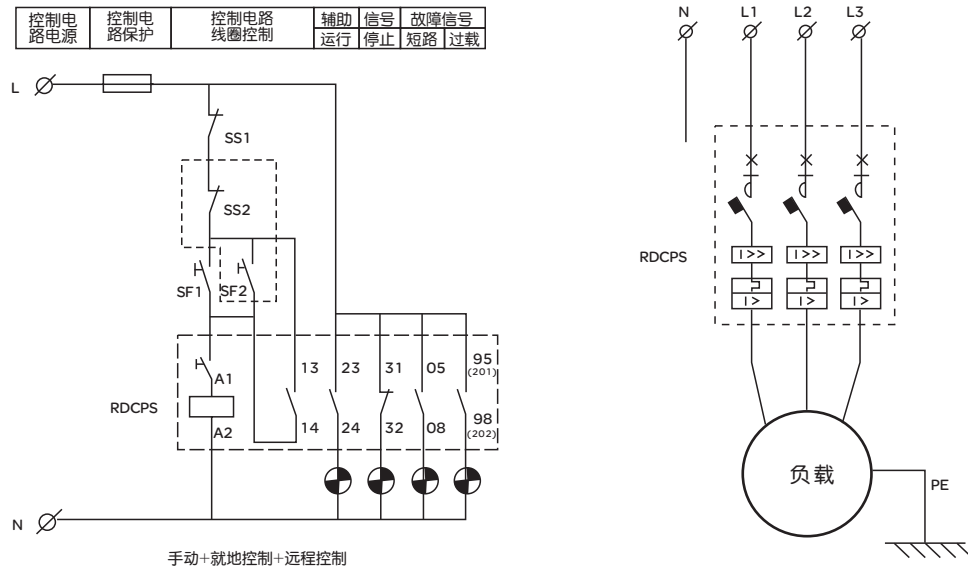 控制电
路电源
控制电
路保护
控制电路
线圈控制
辅助
信号
故障信号
运行
停止
短路
过载
L
SS1
SS2
SF1
SF2
13
23
31
05
95
(201)
A1
RDCPS
A2
14
24
32
08
98
(202)
N
手动+就地控制+远程控制
N
L1
L2
L3
RDCPS
I>>
I>>
I>>
I>
I>
I>
负载
PE